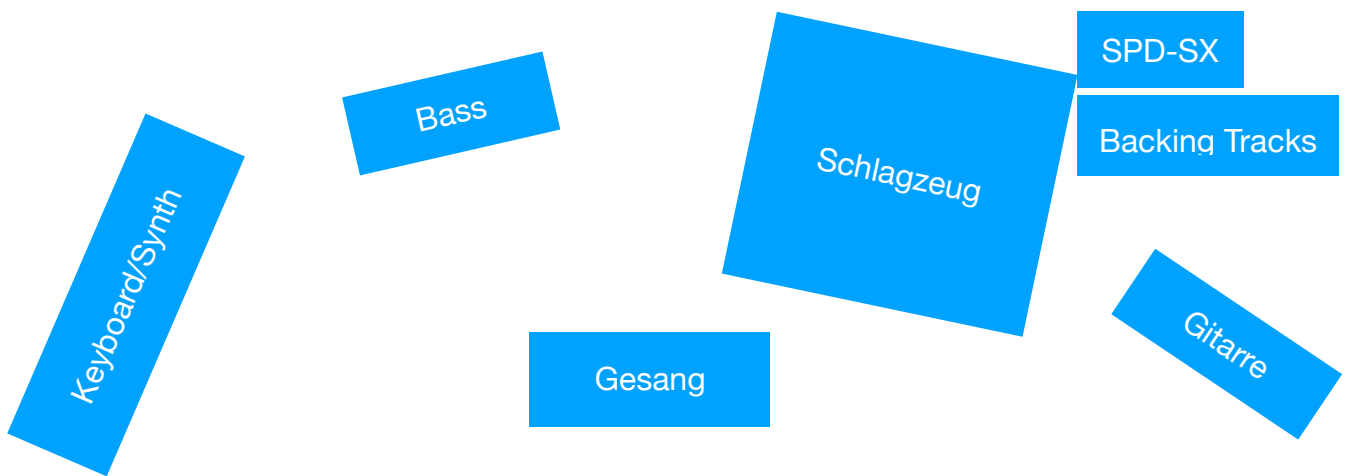 SPD-SX
Bass
Backing Tracks
Schlagzeug
Keyboard/Synth
Gitarre
Gesang